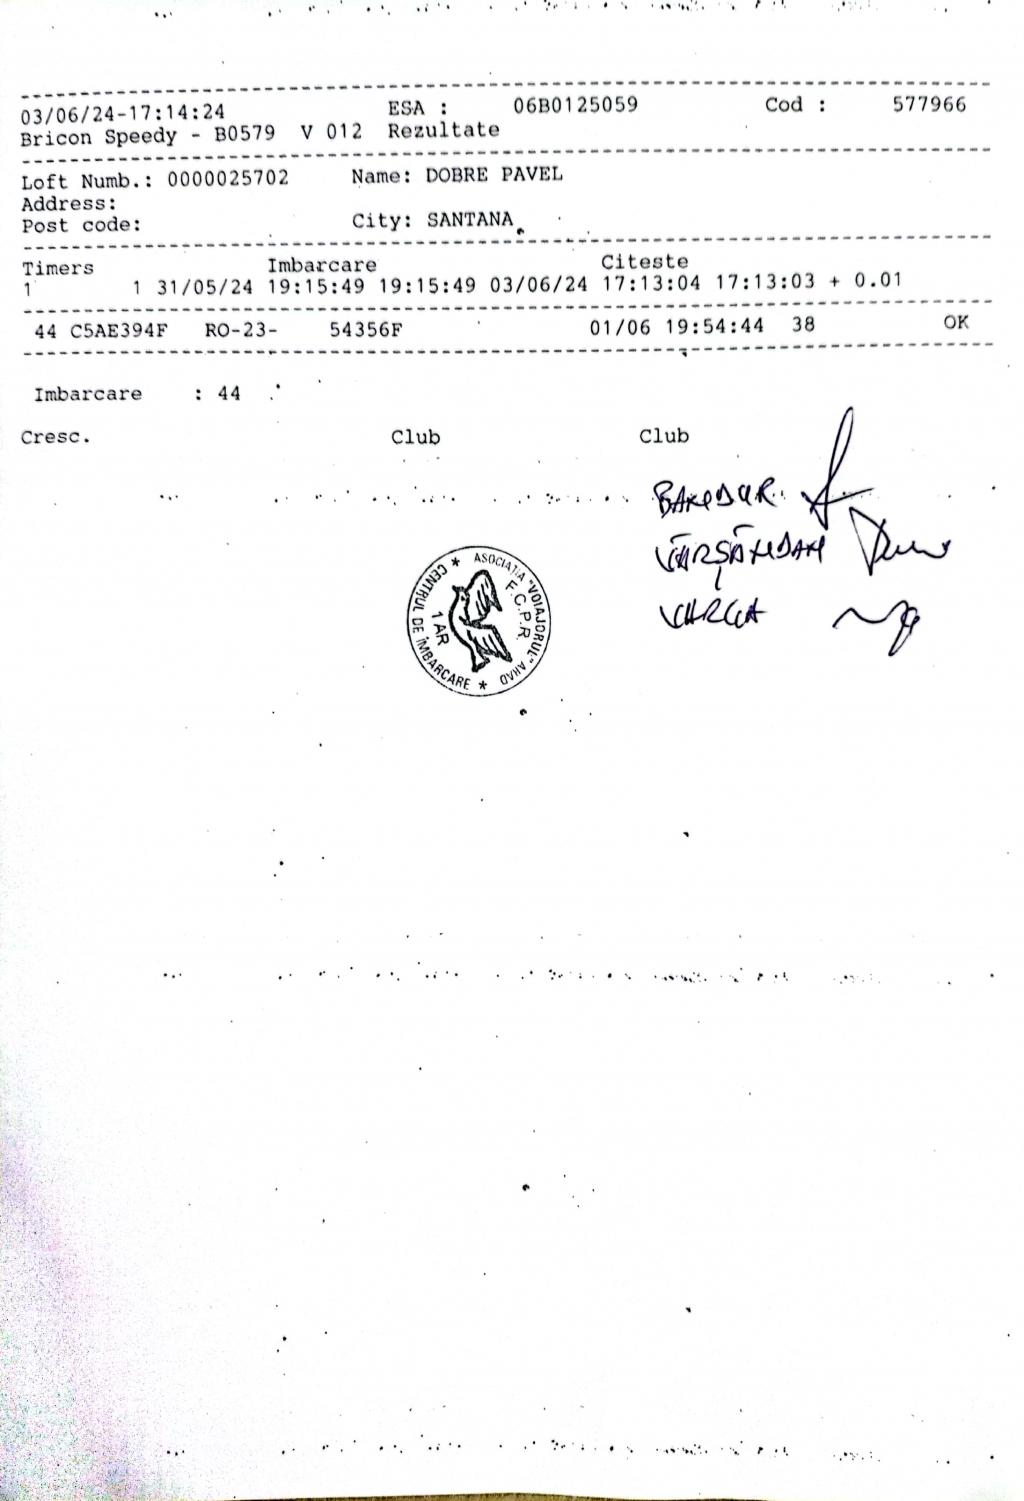 03/06/24-17:14:24 ESA : 06B0125059 Cod : 577966
Bricon Speedy - B0579 V 012 Rezultate
Loft Numb.: 0000025702 Name: DOBRE PAVEL
Address:
Post code: City: SANTANA
Timers Imbarcare Citeste
1 1 31/05/24 19:15:49 19:15:49 03/06/24 17:13:04 17:13:03 + 0.01
44 C5AE394F RO-23- 54356F 01/06 19:54:44 38 OK
Imbarcare : 44
Cresc. Club Club
VARGA
ASOCIAȚIA "VOIAJORUL" ARAD
F.C.P.R.
1 AR
* CENTRUL DE ÎMBARCARE *